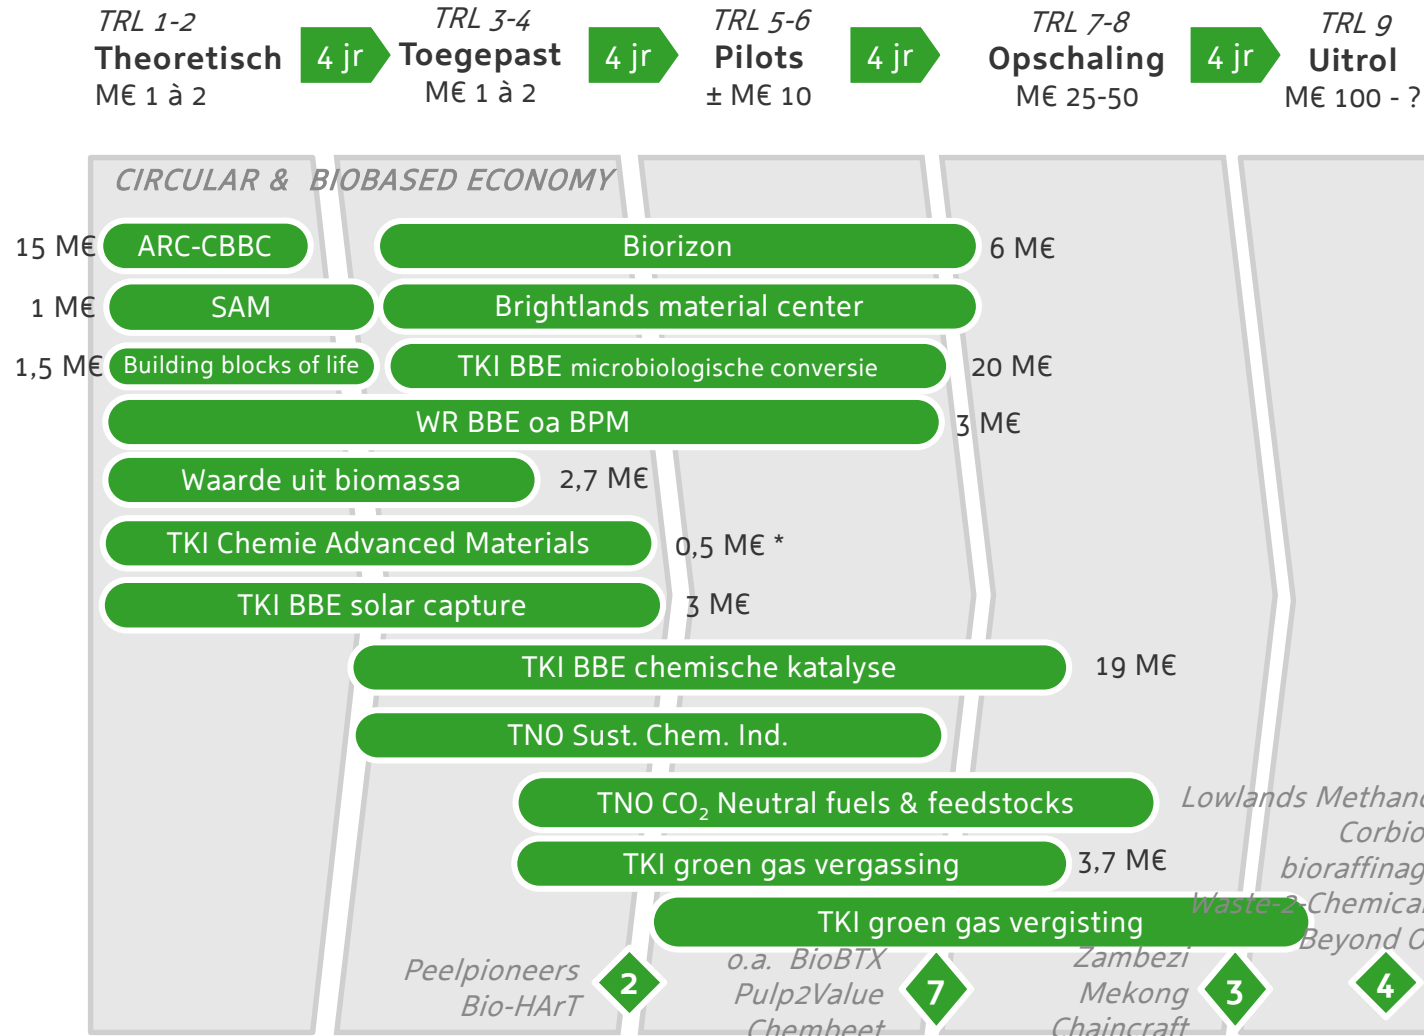 TRL 1-2
Theoretisch
M€ 1 à 2
4 jr
TRL 3-4
Toegepast
M€ 1 à 2
4 jr
TRL 5-6
Pilots
± M€ 10
4 jr
TRL 7-8
Opschaling
M€ 25-50
4 jr
TRL 9
Uitrol
M€ 100 - ?
CIRCULAR & BIOBASED ECONOMY
15 M€ ARC-CBBC Biorizon 6 M€
1 M€ SAM Brightlands material center
1,5 M€ Building blocks of life TKI BBE microbiologische conversie 20 M€
WR BBE oa BPM 3 M€
Waarde uit biomassa 2,7 M€
TKI Chemie Advanced Materials 0,5 M€ *
TKI BBE solar capture 3 M€
TKI BBE chemische katalyse 19 M€
TNO Sust. Chem. Ind.
TNO CO₂ Neutral fuels & feedstocks
TKI groen gas vergassing 3,7 M€
TKI groen gas vergisting
Peelpioneers
Bio-HArT
2
o.a. BioBTX
Pulp2Value
Chembeet
7
Zambezi
Mekong
Chaincraft
3
Lowlands
Beyond
4